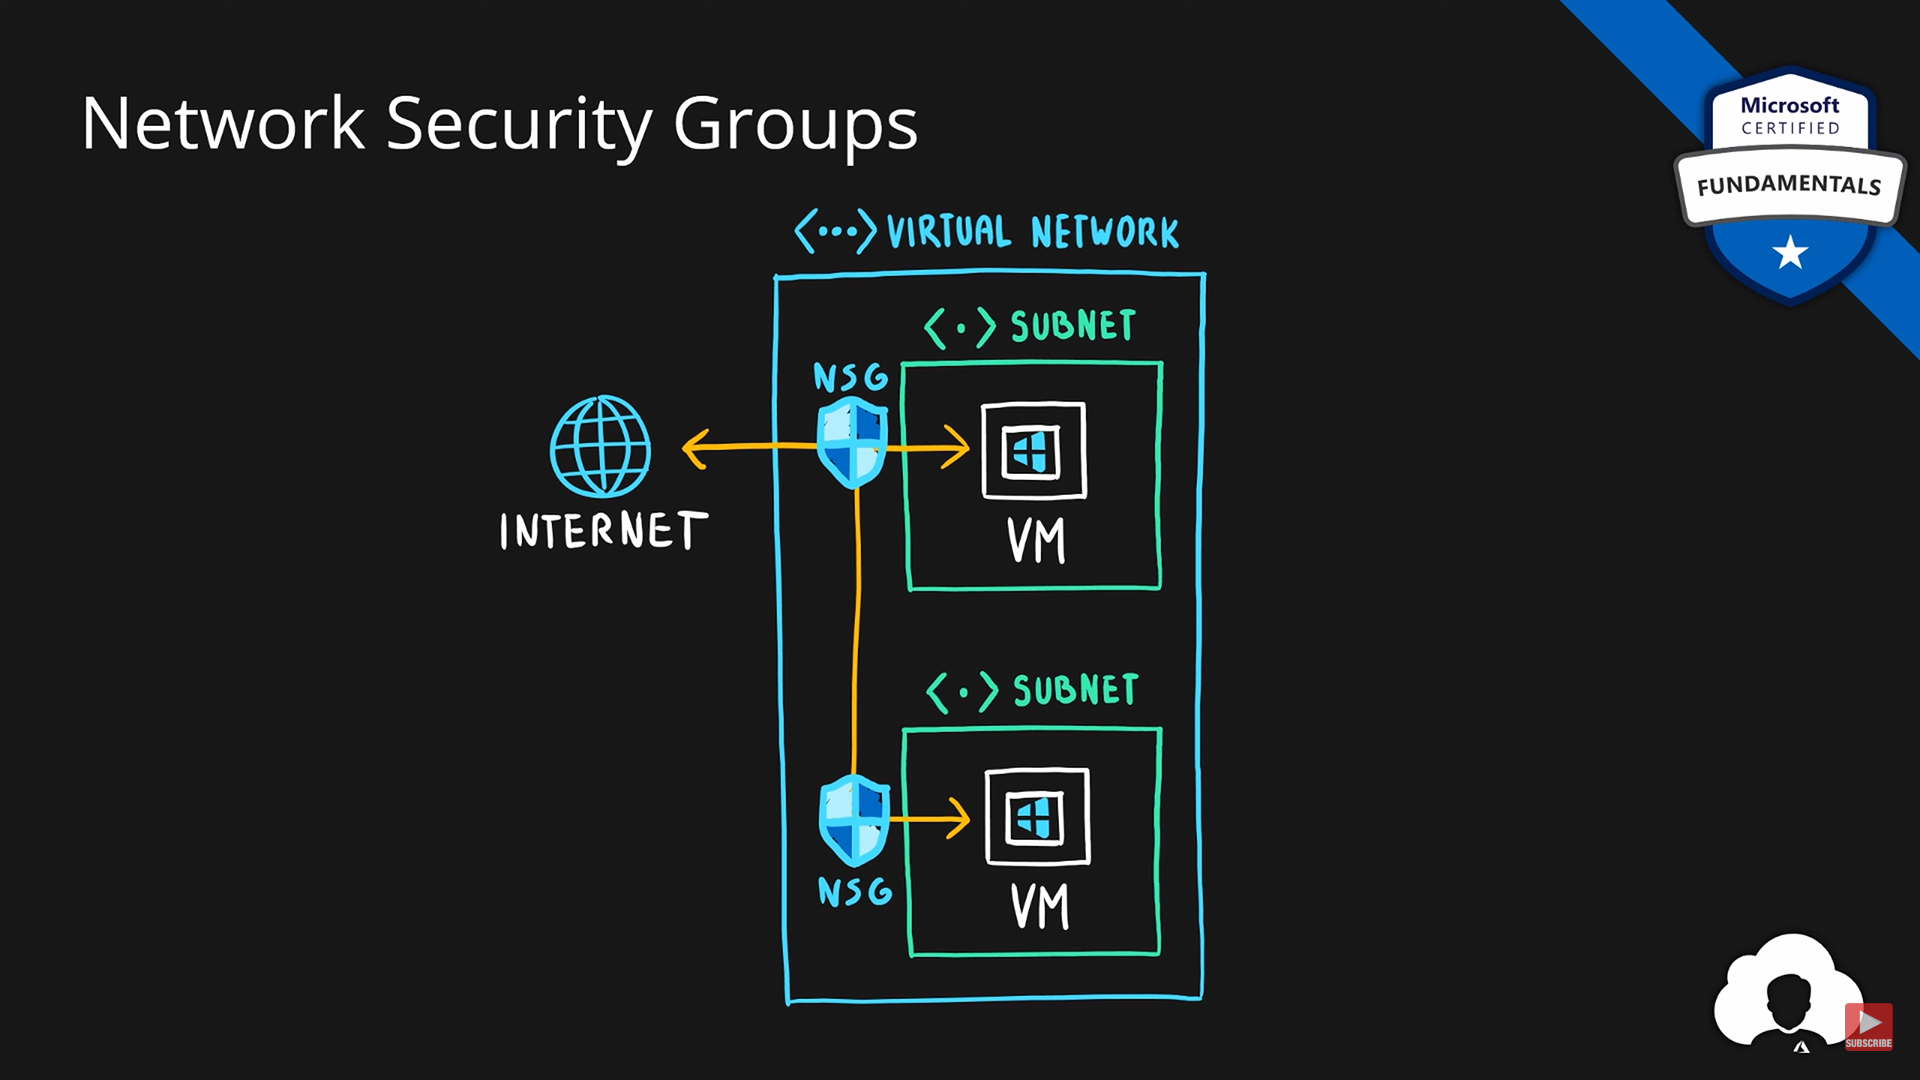 Network Security Groups
Microsoft
CERTIFIED
FUNDAMENTALS
<···> VIRTUAL NETWORK
<·> SUBNET
NSG
INTERNET
VM
<·> SUBNET
NSG
VM
SUBSCRIBE